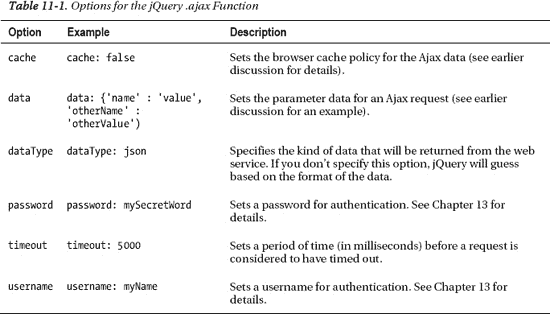 Table 11-1. Options for the jQuery .ajax Function
Option Example Description
cache cache: false Sets the browser cache policy for the Ajax data (see earlier
discussion for details).
data data: {'name' : 'value', Sets the parameter data for an Ajax request (see earlier
'otherName' : discussion for an example).
'otherValue')
dataType dataType: json Specifies the kind of data that will be returned from the web
service. If you don't specify this option, jQuery will guess
based on the format of the data.
password password: mySecretWord Sets a password for authentication. See Chapter 13 for
details.
timeout timeout: 5000 Sets a period of time (in milliseconds) before a request is
considered to have timed out.
username username: myName Sets a username for authentication. See Chapter 13 for
details.